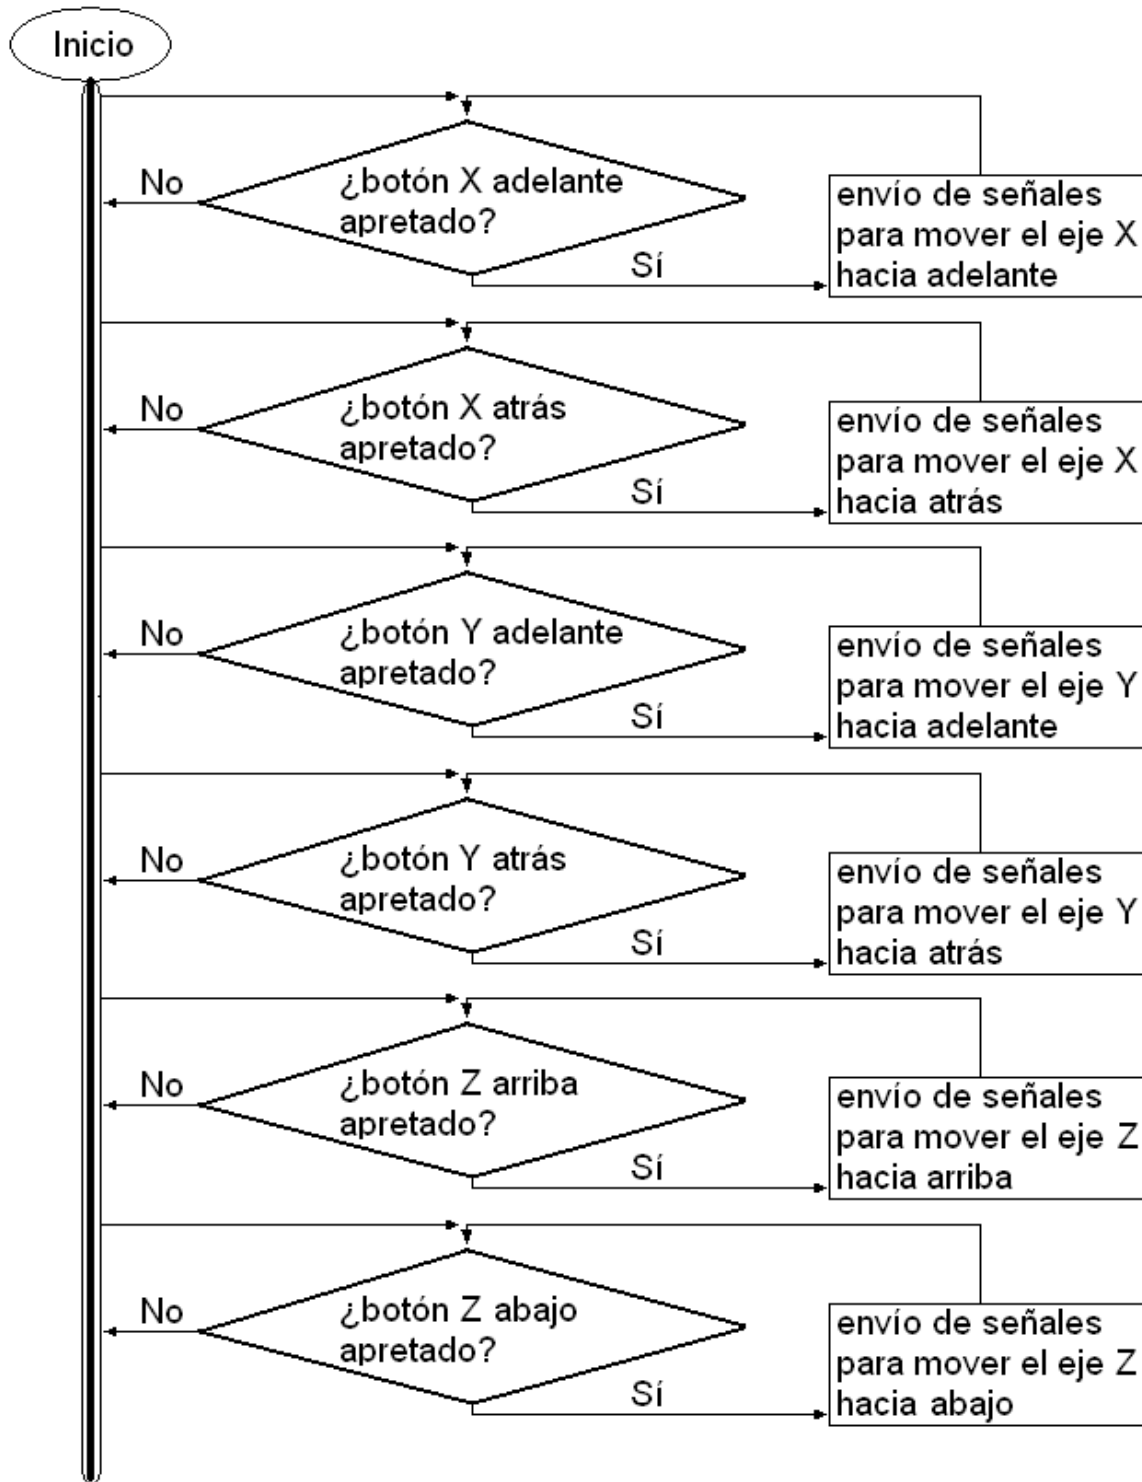 Inicio
¿botón X adelante
apretado?
No
Sí
envío de señales
para mover el eje X
hacia adelante
¿botón X atrás
apretado?
No
Sí
envío de señales
para mover el eje X
hacia atrás
¿botón Y adelante
apretado?
No
Sí
envío de señales
para mover el eje Y
hacia adelante
¿botón Y atrás
apretado?
No
Sí
envío de señales
para mover el eje Y
hacia atrás
¿botón Z arriba
apretado?
No
Sí
envío de señales
para mover el eje Z
hacia arriba
¿botón Z abajo
apretado?
No
Sí
envío de señales
para mover el eje Z
hacia abajo